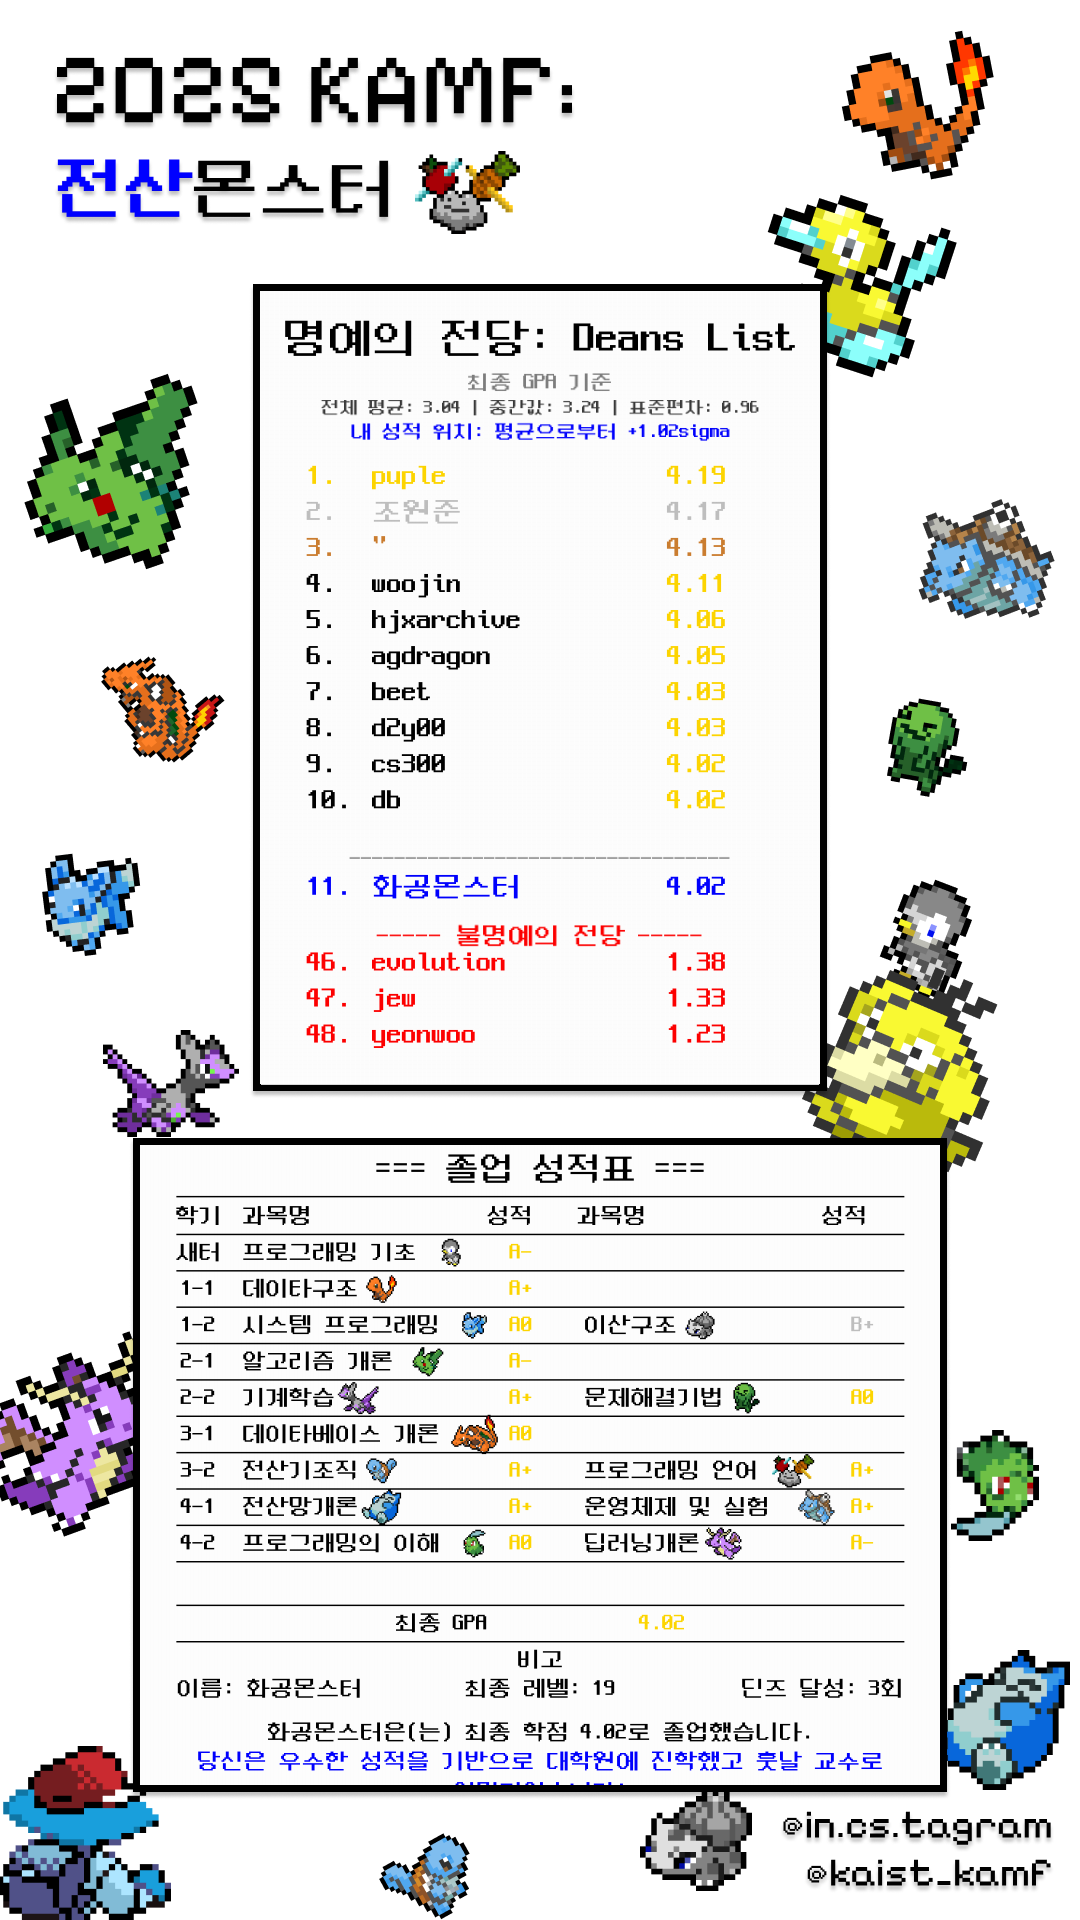 2025 KAMF:
전산몬스터
명예의 전당: Deans List
최종 GPA 기준
전체 평균: 3.04 | 중간값: 3.24 | 표준편차: 0.96
내 성적 위치: 평균으로부터 +1.02sigma
1. puple 4.19
2. 조원준 4.17
3. " 4.13
4. woojin 4.11
5. hjxarchive 4.06
6. agdragon 4.05
7. beet 4.03
8. d2y00 4.03
9. cs300 4.02
10. db 4.02
11. 화공몬스터 4.02
----- 불명예의 전당 -----
46. evolution 1.38
47. jew 1.33
48. yeonwoo 1.23
=== 졸업 성적표 ===
학기 과목명 성적 과목명 성적
새터 프로그래밍 기초 A-
1-1 데이타구조 A+
1-2 시스템 프로그래밍 A0 이산구조 B+
2-1 알고리즘 개론 A-
2-2 기계학습 A+ 문제해결기법 A0
3-1 데이타베이스 개론 A0
3-2 전산기조직 A+ 프로그래밍 언어 A+
4-1 전산망개론 A+ 운영체제 및 실험 A+
4-2 프로그래밍의 이해 A0 딥러닝개론 A-
최종 GPA 4.02
비고
이름: 화공몬스터 최종 레벨: 19 딘즈 달성: 3회
화공몬스터은(는) 최종 학점 4.02로 졸업했습니다.
당신은 우수한 성적을 기반으로 대학원에 진학했고 훗날 교수로
@in.cs.tagram
@kaist_kamf